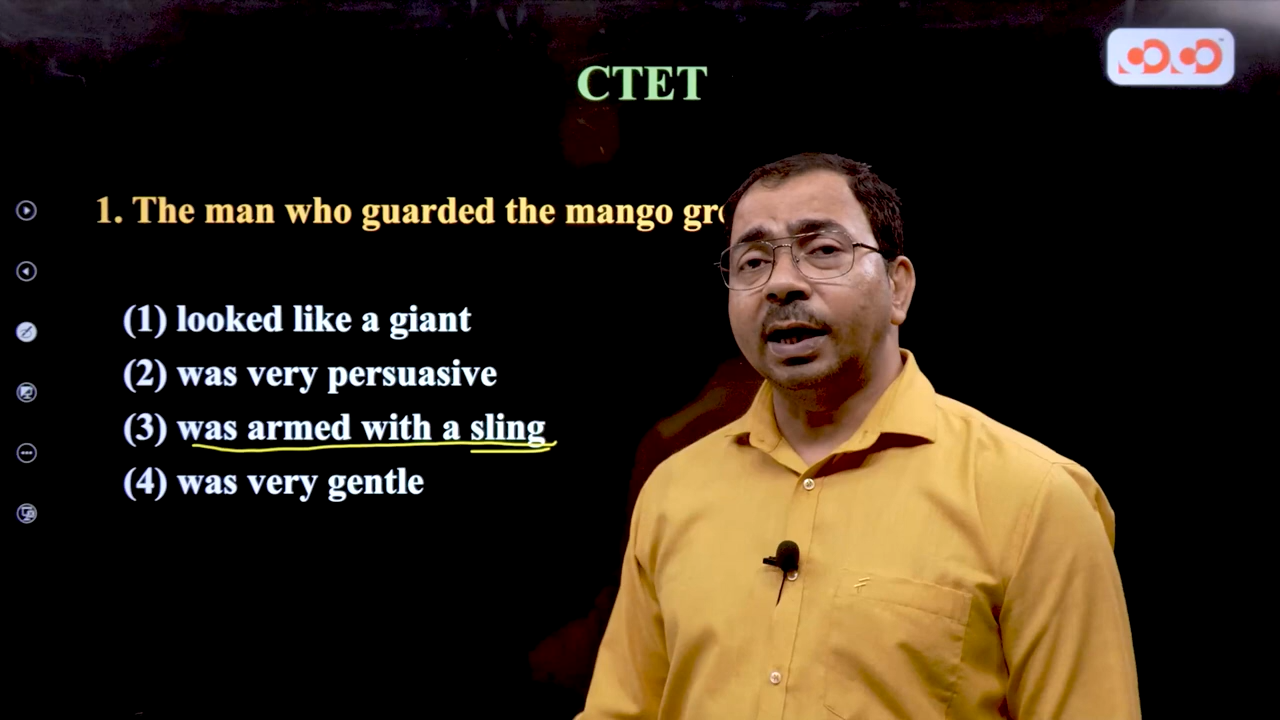 CTET
1. The man who guarded the mango
(1) looked like a giant
(2) was very persuasive
(3) was armed with a sling
(4) was very gentle